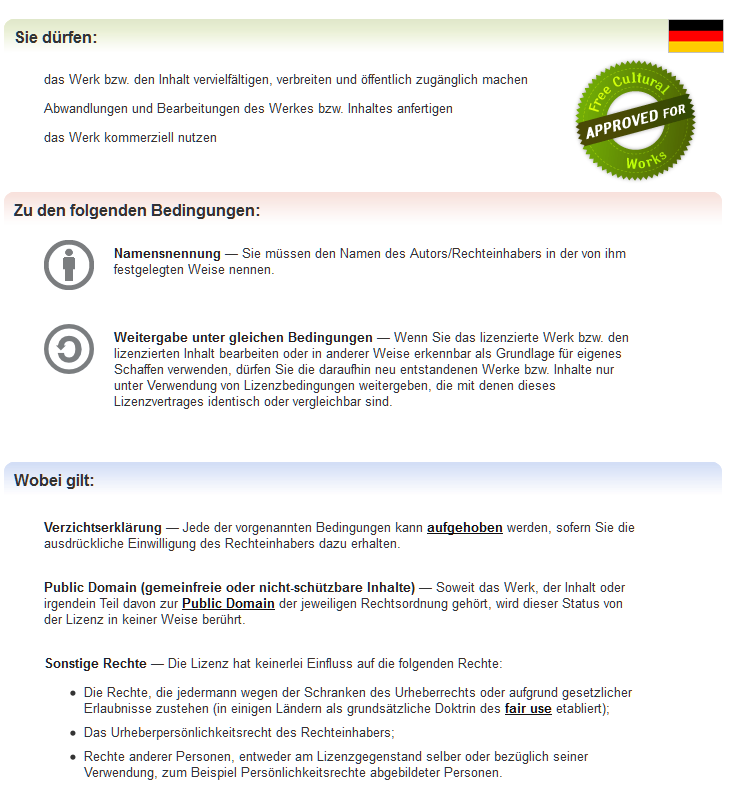 Sie dürfen:
das Werk bzw. den Inhalt vervielfältigen, verbreiten und öffentlich zugänglich machen
Abwandlungen und Bearbeitungen des Werkes bzw. Inhaltes anfertigen
das Werk kommerziell nutzen
Free Cultural
APPROVED FOR
Works
Zu den folgenden Bedingungen:
Namensnennung — Sie müssen den Namen des Autors/Rechteinhabers in der von ihm
festgelegten Weise nennen.
Weitergabe unter gleichen Bedingungen — Wenn Sie das lizenzierte Werk bzw. den
lizenzierten Inhalt bearbeiten oder in anderer Weise erkennbar als Grundlage für eigenes
Schaffen verwenden, dürfen Sie die daraufhin neu entstandenen Werke bzw. Inhalte nur
unter Verwendung von Lizenzbedingungen weitergeben, die mit denen dieses
Lizenzvertrages identisch oder vergleichbar sind.
Wobei gilt:
Verzichtserklärung — Jede der vorgenannten Bedingungen kann aufgehoben werden, sofern Sie die
ausdrückliche Einwilligung des Rechteinhabers dazu erhalten.
Public Domain (gemeinfreie oder nicht-schützbare Inhalte) — Soweit das Werk, der Inhalt oder
irgendein Teil davon zur Public Domain der jeweiligen Rechtsordnung gehört, wird dieser Status von
der Lizenz in keiner Weise berührt.
Sonstige Rechte — Die Lizenz hat keinerlei Einfluss auf die folgenden Rechte:
• Die Rechte, die jedermann wegen der Schranken des Urheberrechts oder aufgrund gesetzlicher
Erlaubnisse zustehen (in einigen Ländern als grundsätzliche Doktrin des fair use etabliert);
• Das Urheberpersönlichkeitsrecht des Rechteinhabers;
• Rechte anderer Personen, entweder am Lizenzgegenstand selber oder bezüglich seiner
Verwendung, zum Beispiel Persönlichkeitsrechte abgebildeter Personen.